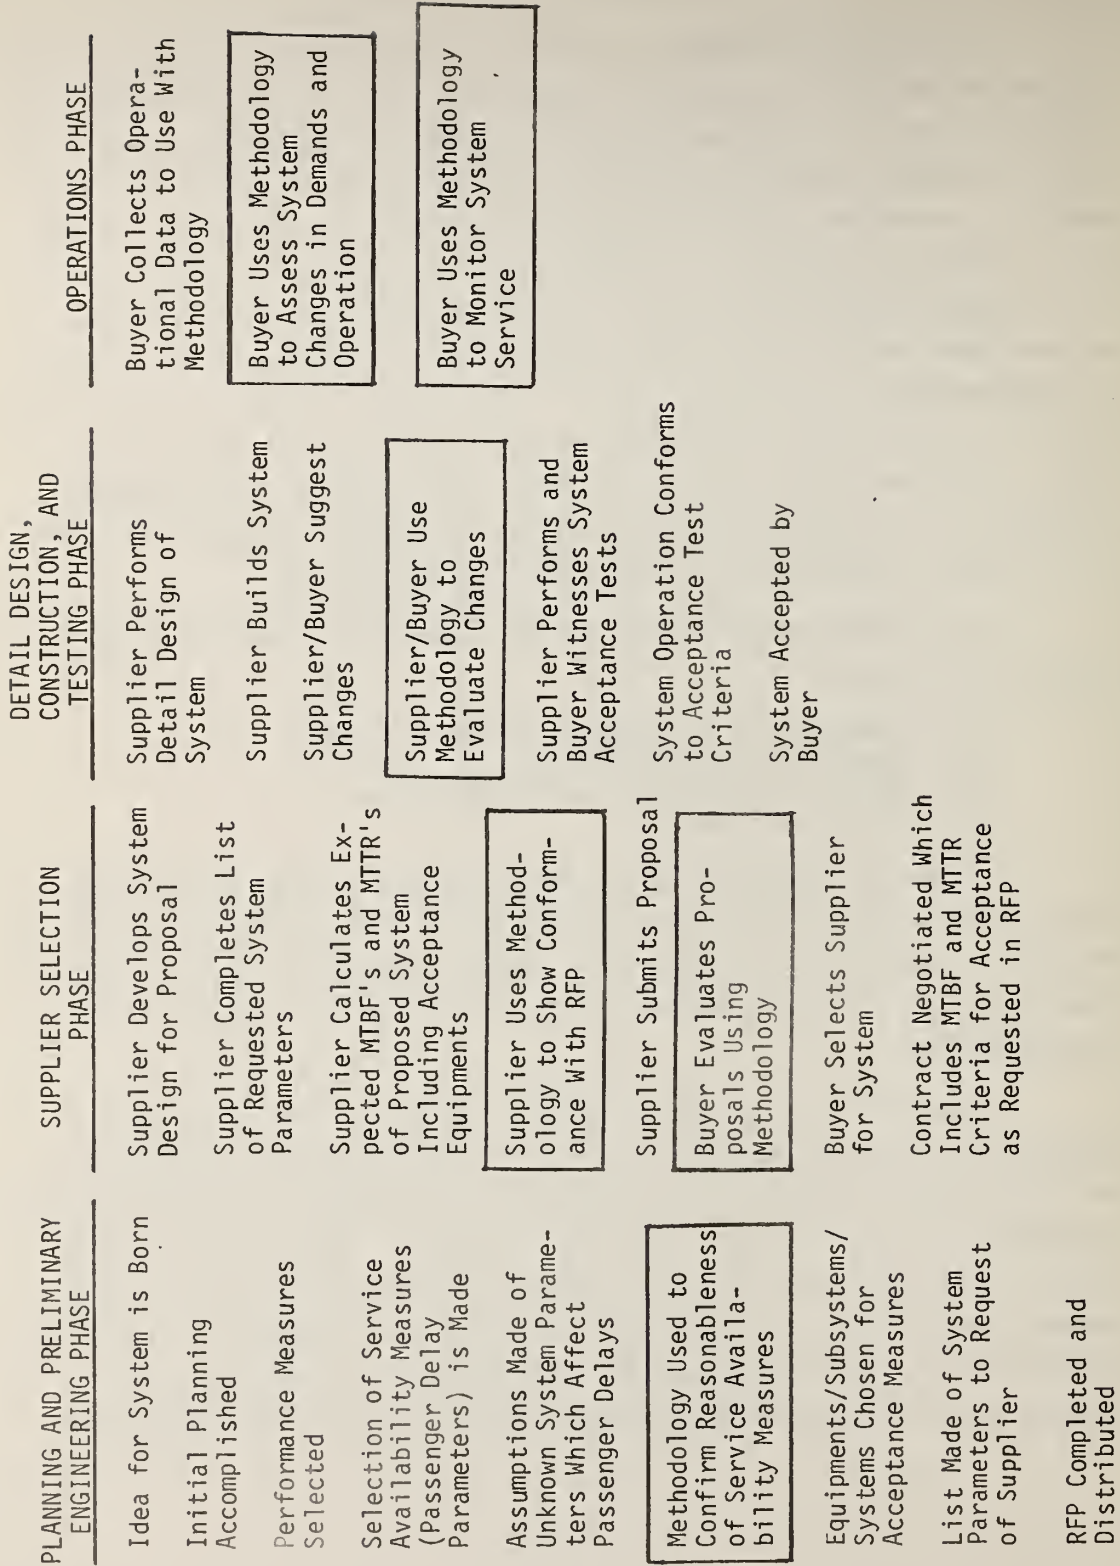 PLANNING AND PRELIMINARY
ENGINEERING PHASE
Idea for System is Born
Initial Planning
Accomplished
Performance Measures
Selected
Selection of Service
Availability Measures
(Passenger Delay
Parameters) is Made
Assumptions Made of
Unknown System Parame-
ters Which Affect
Passenger Delays
Methodology Used to
Confirm Reasonableness
of Service Availa-
bility Measures
Equipments/Subsystems/
Systems Chosen for
Acceptance Measures
List Made of System
Parameters to Request
of Supplier
RFP Completed and
Distributed
SUPPLIER SELECTION
PHASE
Supplier Develops System
Design for Proposal
Supplier Completes List
of Requested System
Parameters
Supplier Calculates Ex-
pected MTBF's and MTTR's
of Proposed System
Including Acceptance
Equipments
Supplier Uses Method-
ology to Show Conform-
ance With RFP
Supplier Submits Proposal
Buyer Evaluates Pro-
posals Using
Methodology
Buyer Selects Supplier
for System
Contract Negotiated Which
Includes MTBF and MTTR
Criteria for Acceptance
as Requested in RFP
DETAIL DESIGN,
CONSTRUCTION, AND
TESTING PHASE
Supplier Performs
Detail Design of
System
Supplier Builds System
Supplier/Buyer Suggest
Changes
Supplier/Buyer Use
Methodology to
Evaluate Changes
Supplier Performs and
Buyer Witnesses System
Acceptance Tests
System Operation Conforms
to Acceptance Test
Criteria
System Accepted by
Buyer
OPERATIONS PHASE
Buyer Collects Opera-
tional Data to Use With
Methodology
Buyer Uses Methodology
to Assess System
Changes in Demands and
Operation
Buyer Uses Methodology
to Monitor System
Service